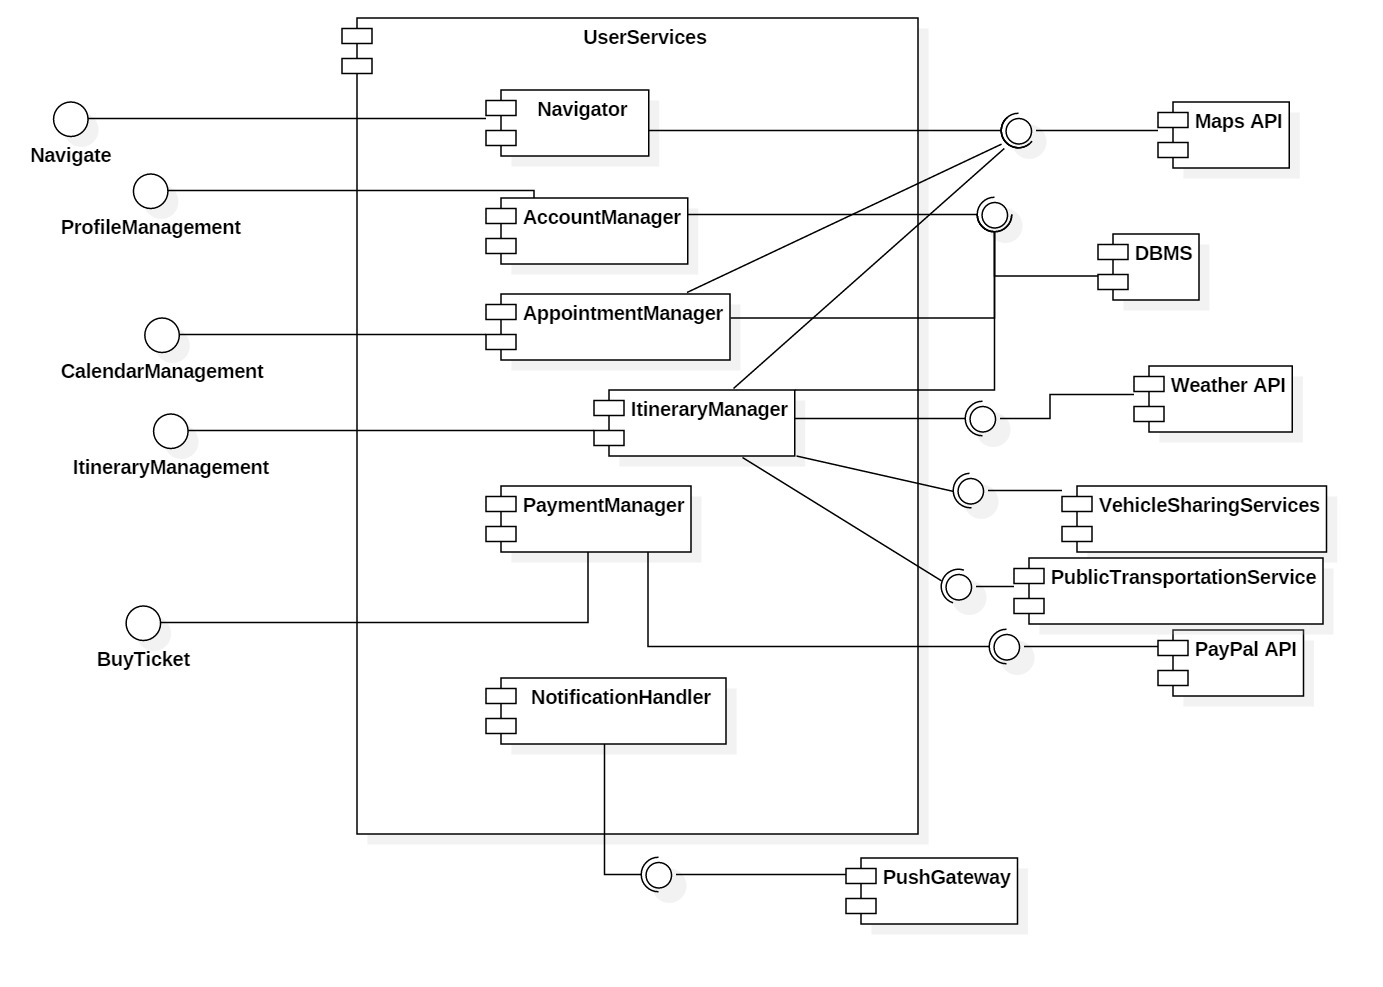 UserServices
Navigator
Maps API
Navigate
AccountManager
ProfileManagement
DBMS
AppointmentManager
CalendarManagement
Weather API
ItineraryManager
ItineraryManagement
PaymentManager
VehicleSharingServices
PublicTransportationService
BuyTicket
PayPal API
NotificationHandler
PushGateway